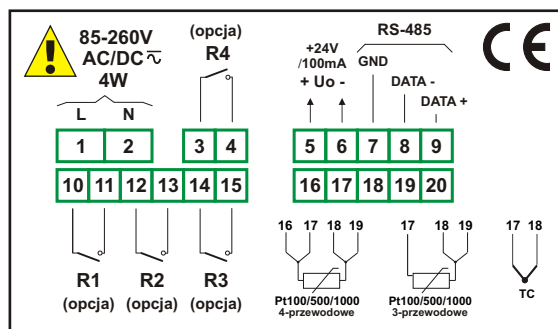 85-260V
AC/DC
4W
L N
(opcja)
R4
+24V
/100mA
+ Uo -
RS-485
GND
DATA -
DATA +
CE
1 2 3 4 5 6 7 8 9
10 11 12 13 14 15 16 17 18 19 20
R1
(opcja)
R2
(opcja)
R3
(opcja)
16 17 18 19
Pt100/500/1000
4-przewodowe
17 18 19
Pt100/500/1000
3-przewodowe
17 18
TC